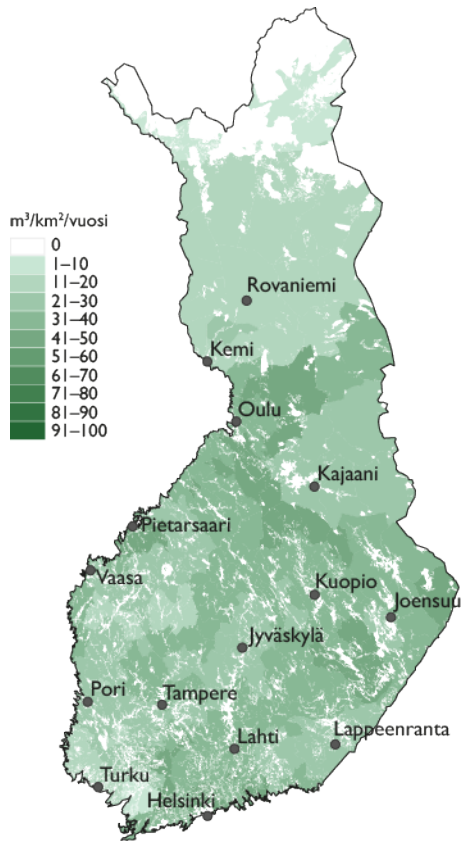 m³/km²/vuosi
0
1–10
11–20
21–30
31–40
41–50
51–60
61–70
71–80
81–90
91–100
Rovaniemi
Kemi
Oulu
Kajaani
Pietarsaari
Vaasa
Kuopio
Joensuu
Jyväskylä
Pori
Tampere
Lahti
Lappeenranta
Turku
Helsinki